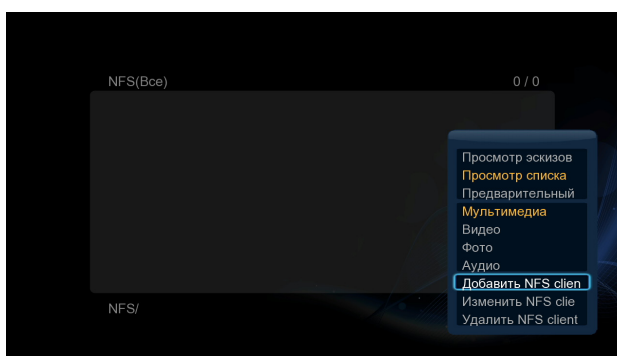 NFS(Все) 0 / 0
Просмотр эскизов
Просмотр списка
Предварительный
Мультимедиа
Видео
Фото
Аудио
Добавить NFS clien
Изменить NFS clie
Удалить NFS client
NFS/